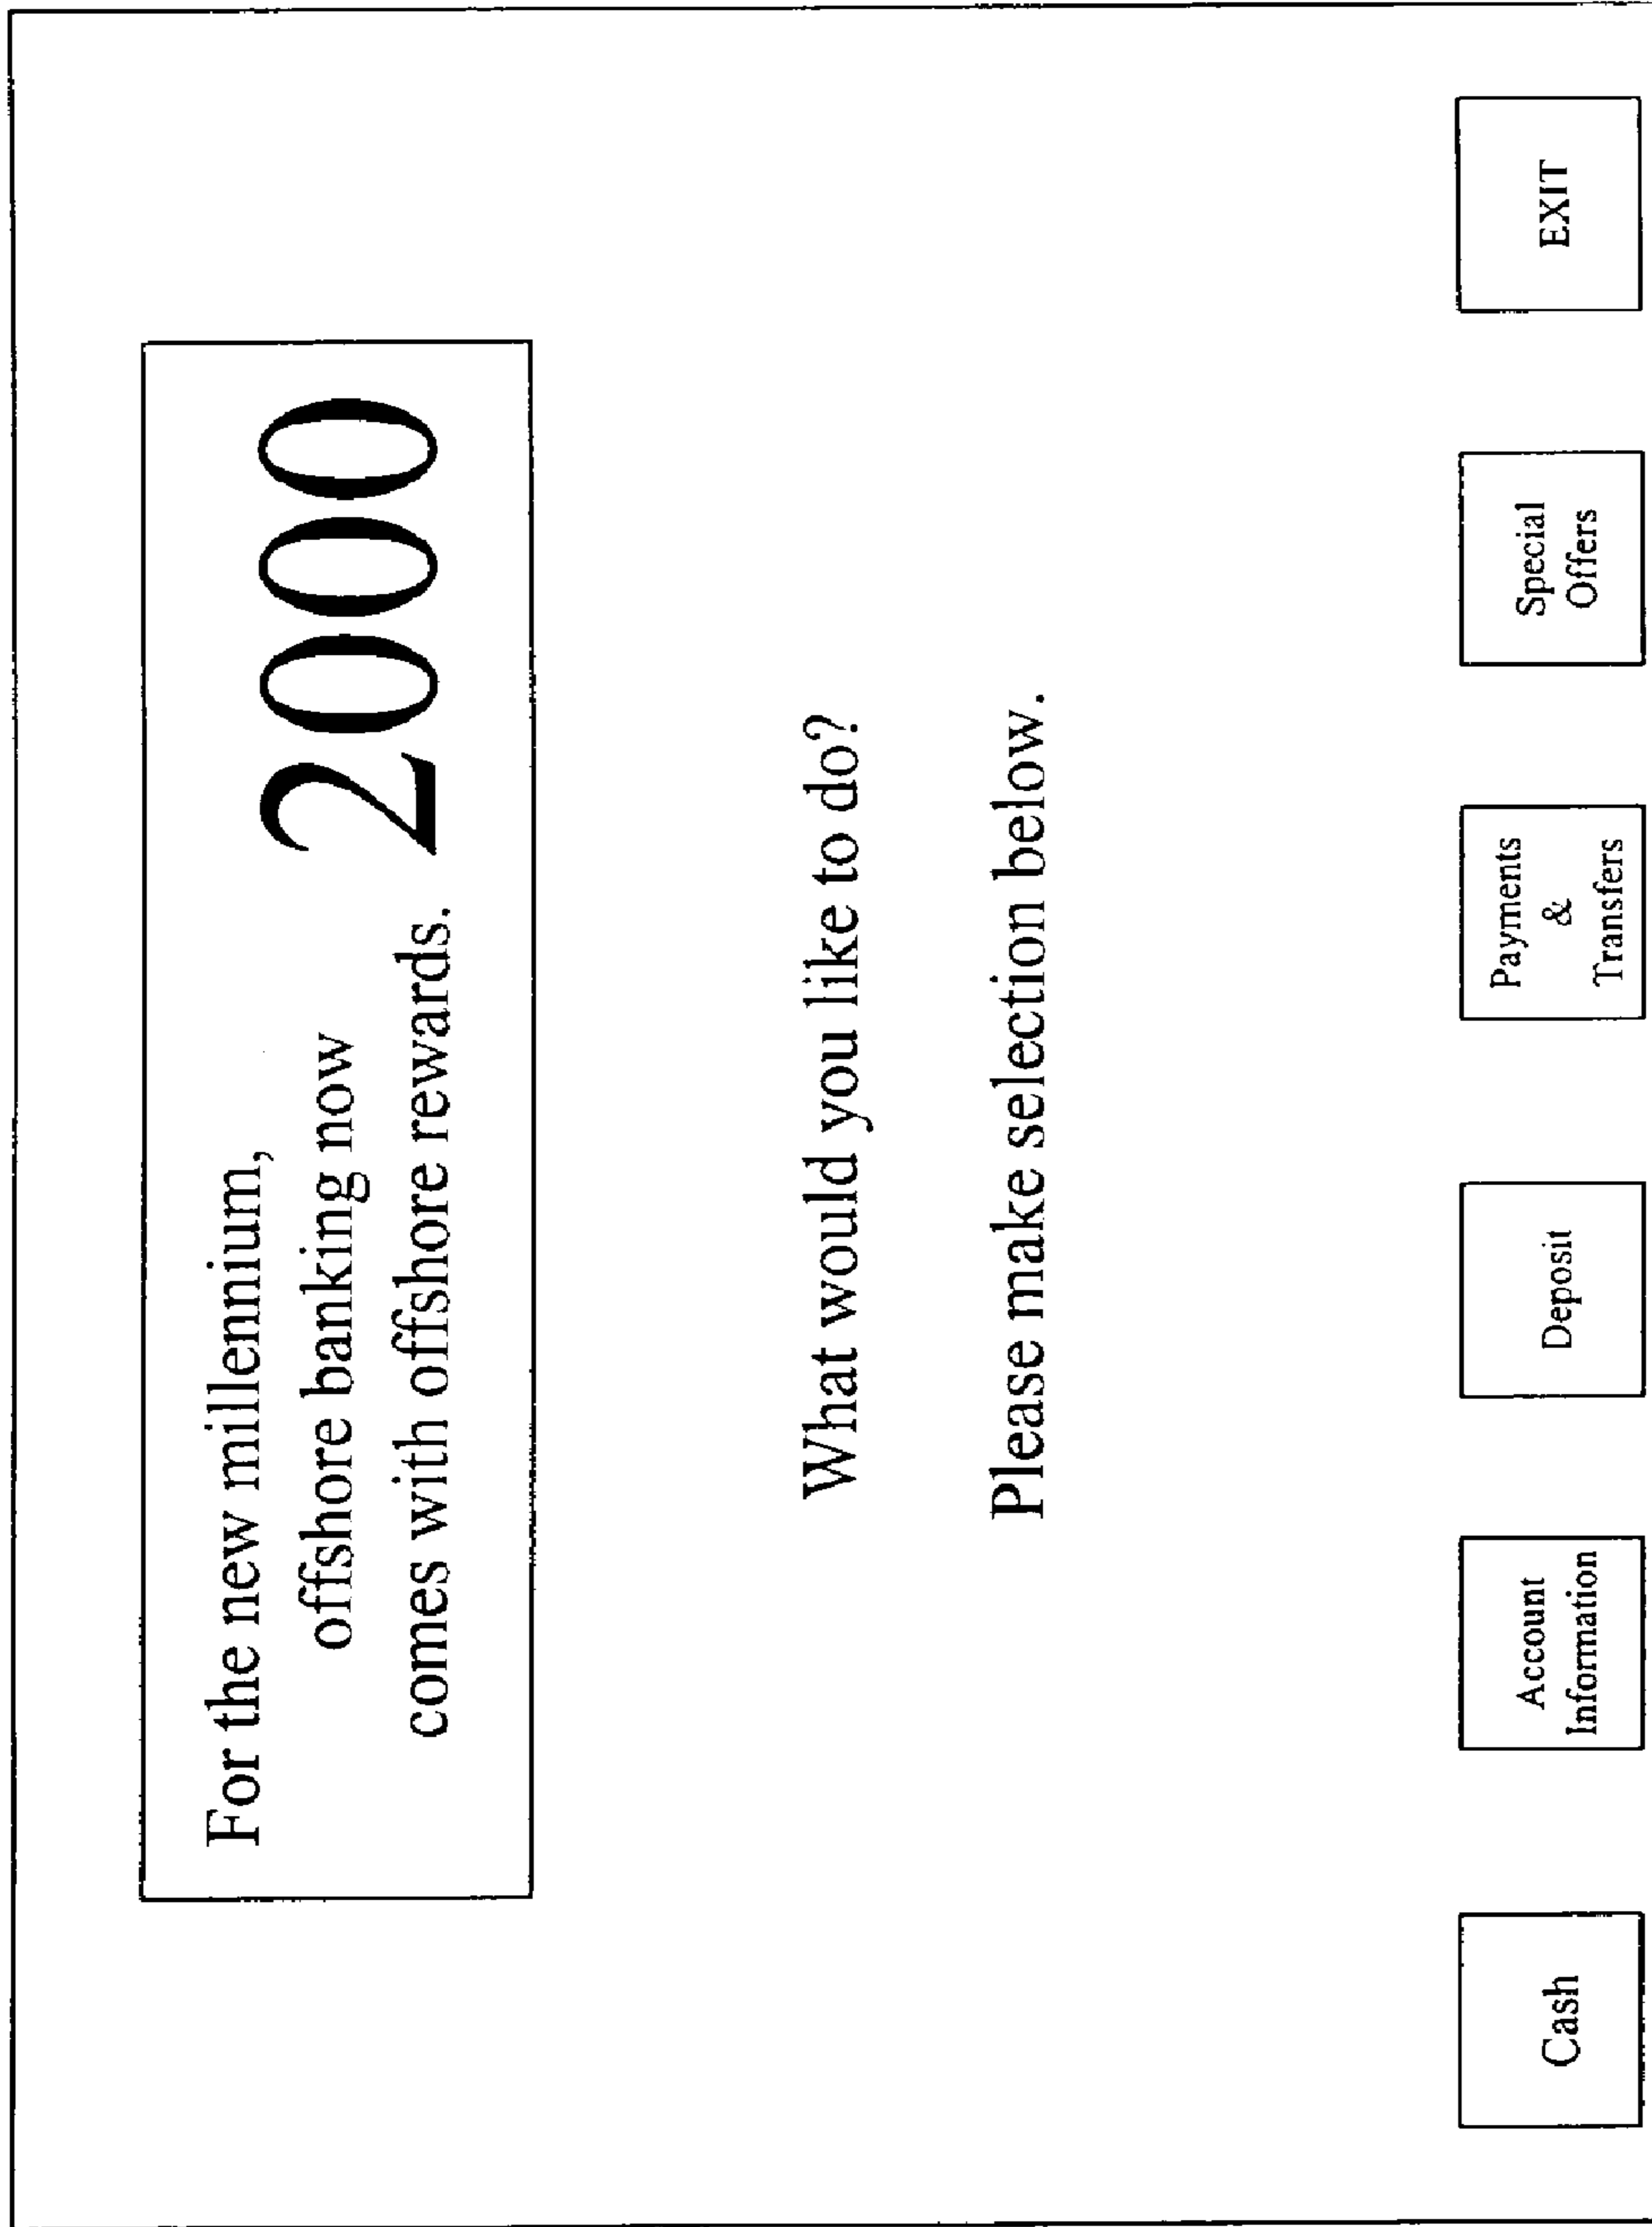 For the new millennium,
offshore banking now
comes with offshore rewards. 2000
What would you like to do?
Please make selection below.
Cash
Account
Information
Deposit
Payments
&
Transfers
Special
Offers
EXIT